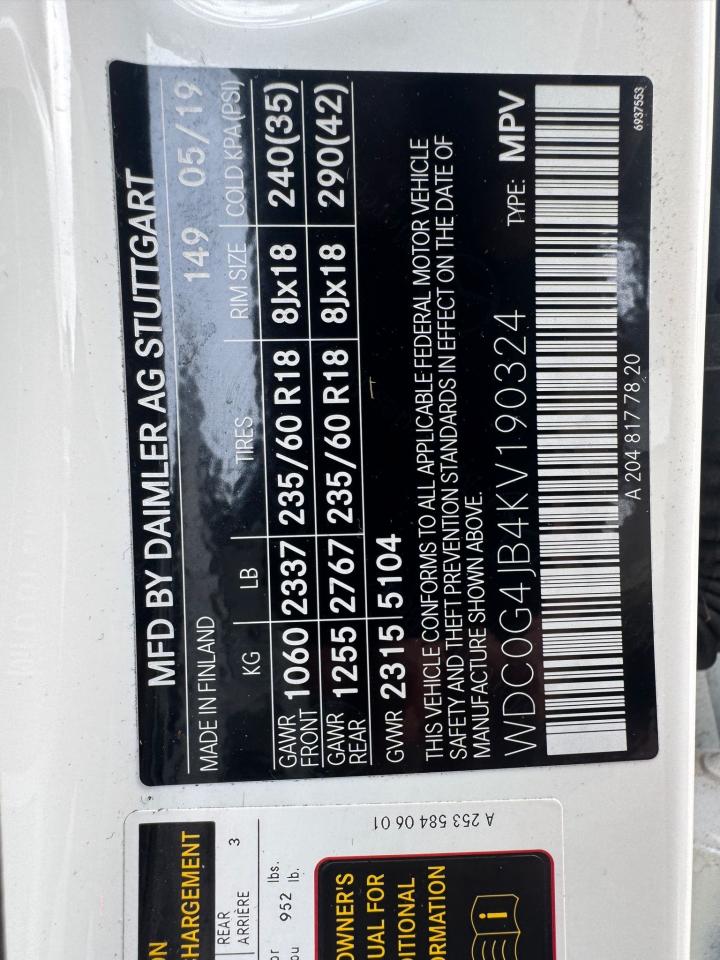 MFD BY DAIMLER AG STUTTGART
MADE IN FINLAND 149 05/19
KG LB TIRES RIM SIZE COLD KPA(PSI)
GAWR FRONT 1060 2337 235/60 R18 8Jx18 240(35)
GAWR REAR 1255 2767 235/60 R18 8Jx18 290(42)
GVWR 2315 5104
THIS VEHICLE CONFORMS TO ALL APPLICABLE FEDERAL MOTOR VEHICLE
SAFETY AND THEFT PREVENTION STANDARDS IN EFFECT ON THE DATE OF
MANUFACTURE SHOWN ABOVE.
WDC0G4JB4KV190324 TYPE: MPV
A 204 817 78 20
6937553
A 253 584 06 01
CHARGEMENT
REAR
ARRIÈRE 3
952 lbs.
lb.
OWNER'S
FOR